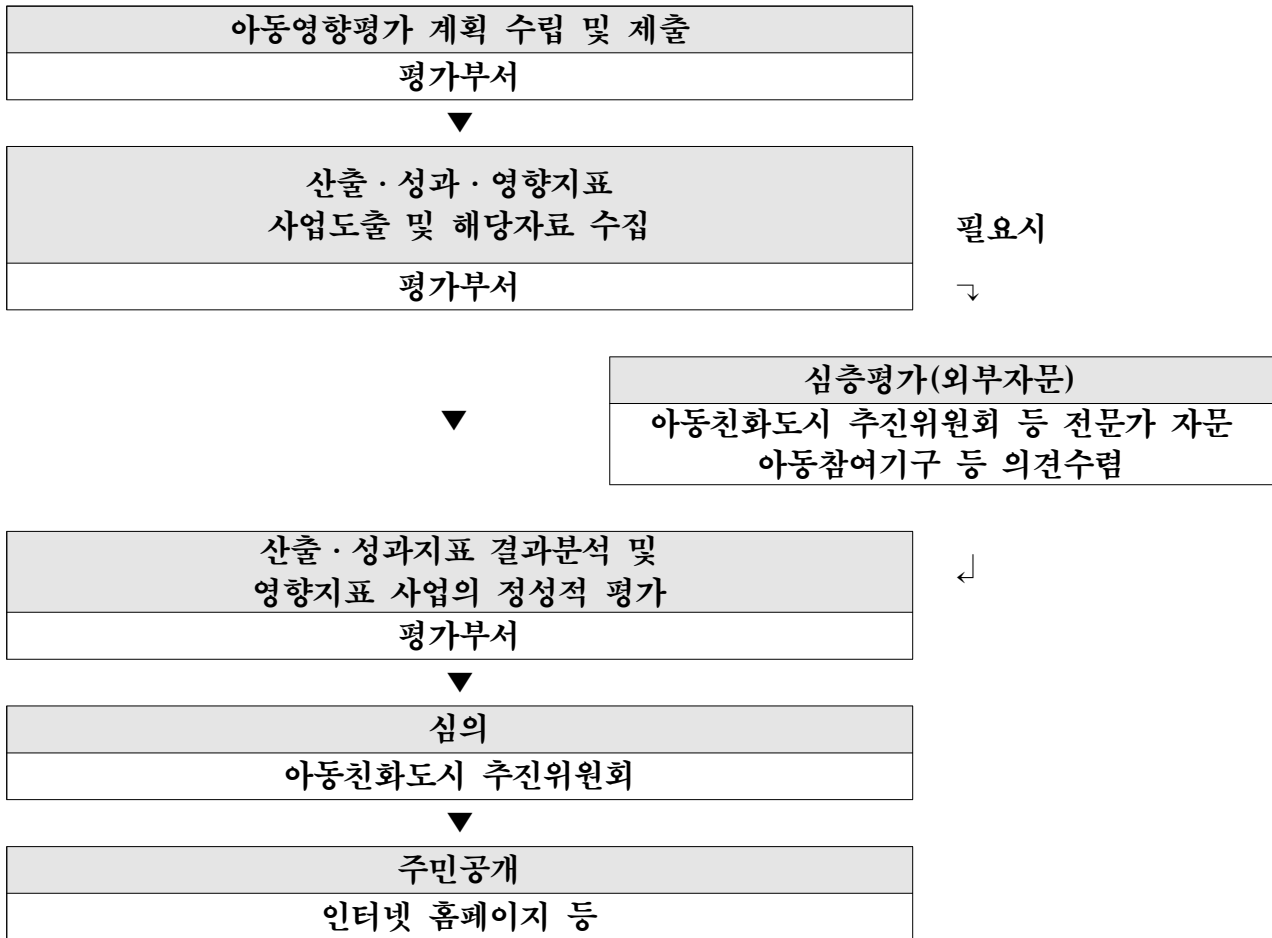 아동영향평가 계획 수립 및 제출
평가부서
▼
산출·성과·영향지표
사업도출 및 해당자료 수집
필요시
평가부서
심층평가(외부자문)
▼
아동친화도시 추진위원회 등 전문가 자문
아동참여기구 등 의견수렴
산출·성과지표 결과분석 및
영향지표 사업의 정성적 평가
평가부서
▼
심의
아동친화도시 추진위원회
▼
주민공개
인터넷 홈페이지 등